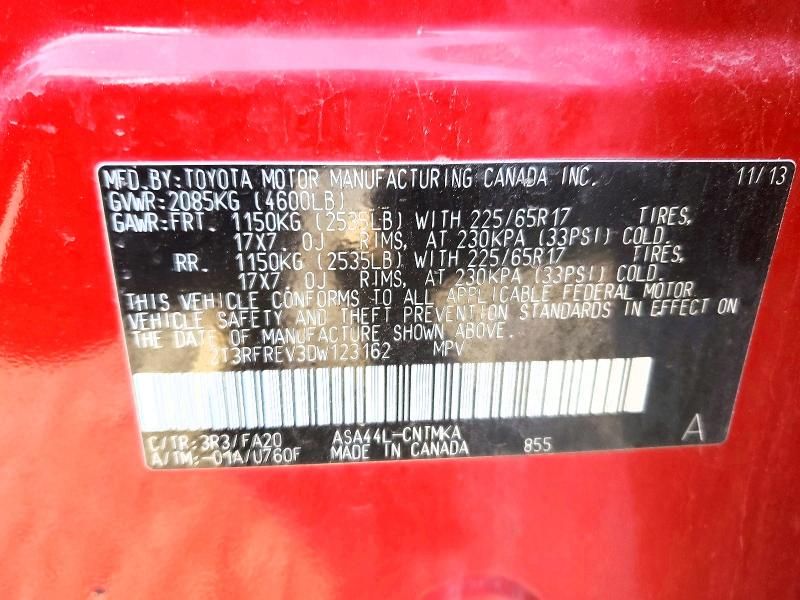 MFD. BY: TOYOTA MOTOR MANUFACTURING CANADA INC. 11/13
GVWR: 2085KG (4600LB)
GAWR: FRT. 1150KG (2535LB) WITH 225/65R17 TIRES,
17X7.0J RIMS, AT 230KPA (33PSI) COLD.
RR. 1150KG (2535LB) WITH 225/65R17 TIRES,
17X7.0J RIMS, AT 230KPA (33PSI) COLD.
THIS VEHICLE CONFORMS TO ALL APPLICABLE FEDERAL MOTOR
VEHICLE SAFETY AND THEFT PREVENTION STANDARDS IN EFFECT ON
THE DATE OF MANUFACTURE SHOWN ABOVE.
2T3RFREV3DW123162 MPV
C/TR: 3R3/FA20 ASA44L-CNTMKA A
A/TM: -01A/U760F MADE IN CANADA 855